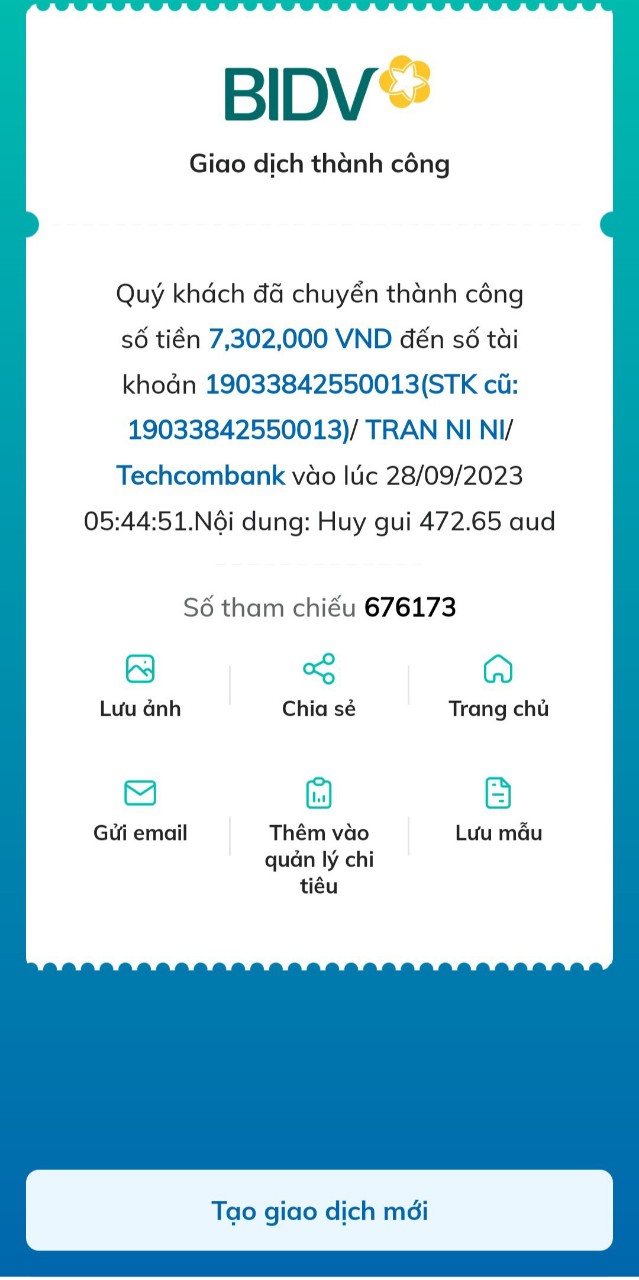 BIDV
Giao dịch thành công
Quý khách đã chuyển thành công
số tiền 7,302,000 VND đến số tài
khoản 19033842550013(STK cũ:
19033842550013)/ TRAN NI NI/
Techcombank vào lúc 28/09/2023
05:44:51.Nội dung: Huy gui 472.65 aud
Số tham chiếu 676173
Lưu ảnh
Chia sẻ
Trang chủ
Gửi email
Thêm vào
quản lý chi
tiêu
Lưu mẫu
Tạo giao dịch mới